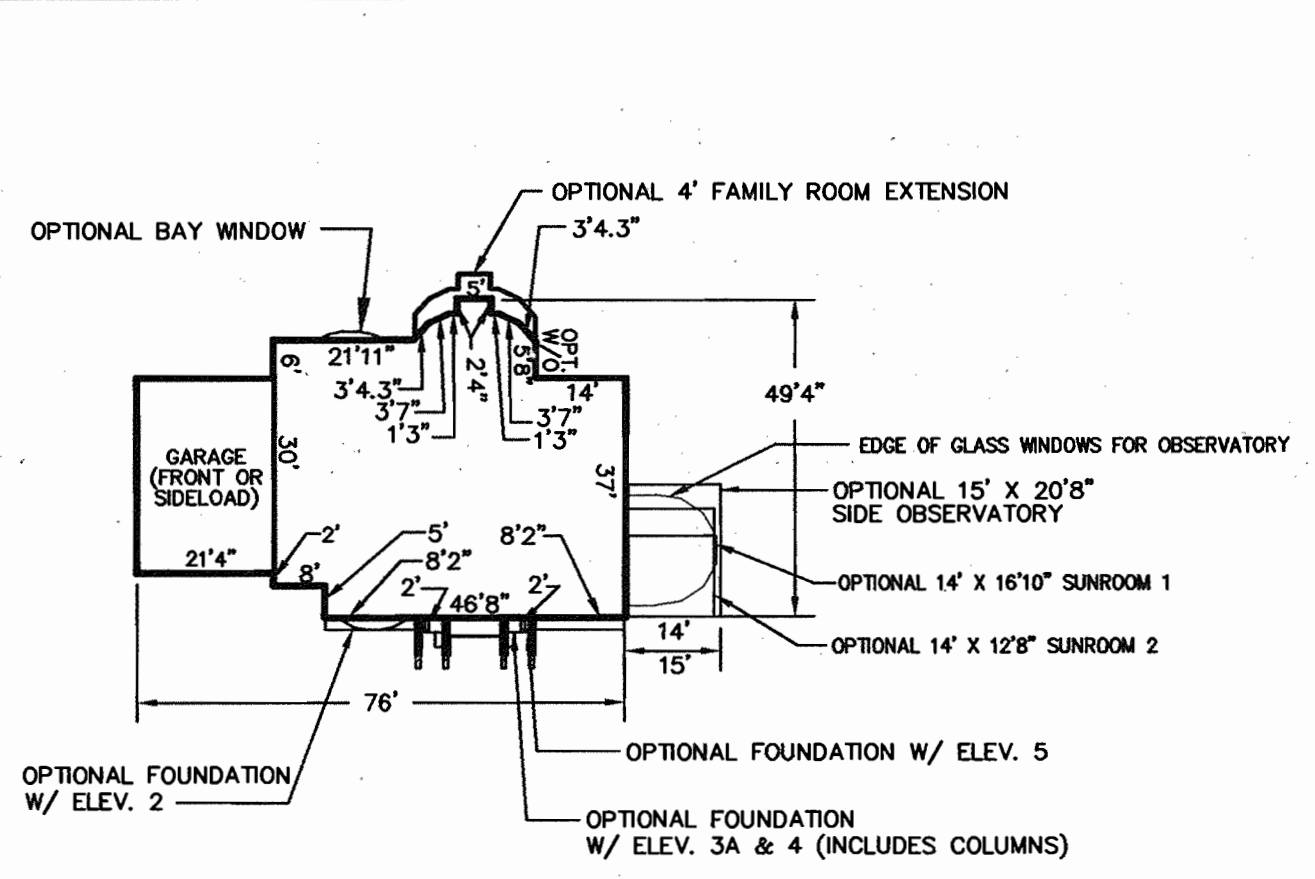 OPTIONAL 4' FAMILY ROOM EXTENSION
3'4.3"
OPTIONAL BAY WINDOW
5'
OPT.
W/O
21'11"
6'
5'8"
2'4"
14'
3'4.3"
3'7"
1'3"
3'7"
1'3"
49'4"
GARAGE
(FRONT OR
SIDELOAD)
30'
37'
EDGE OF GLASS WINDOWS FOR OBSERVATORY
OPTIONAL 15' X 20'8"
SIDE OBSERVATORY
2'
5'
8'2"
8'2"
21'4"
8'
2'
46'8"
2'
OPTIONAL 14' X 16'10" SUNROOM 1
14'
15'
OPTIONAL 14' X 12'8" SUNROOM 2
76'
OPTIONAL FOUNDATION W/ ELEV. 5
OPTIONAL FOUNDATION
W/ ELEV. 2
OPTIONAL FOUNDATION
W/ ELEV. 3A & 4 (INCLUDES COLUMNS)